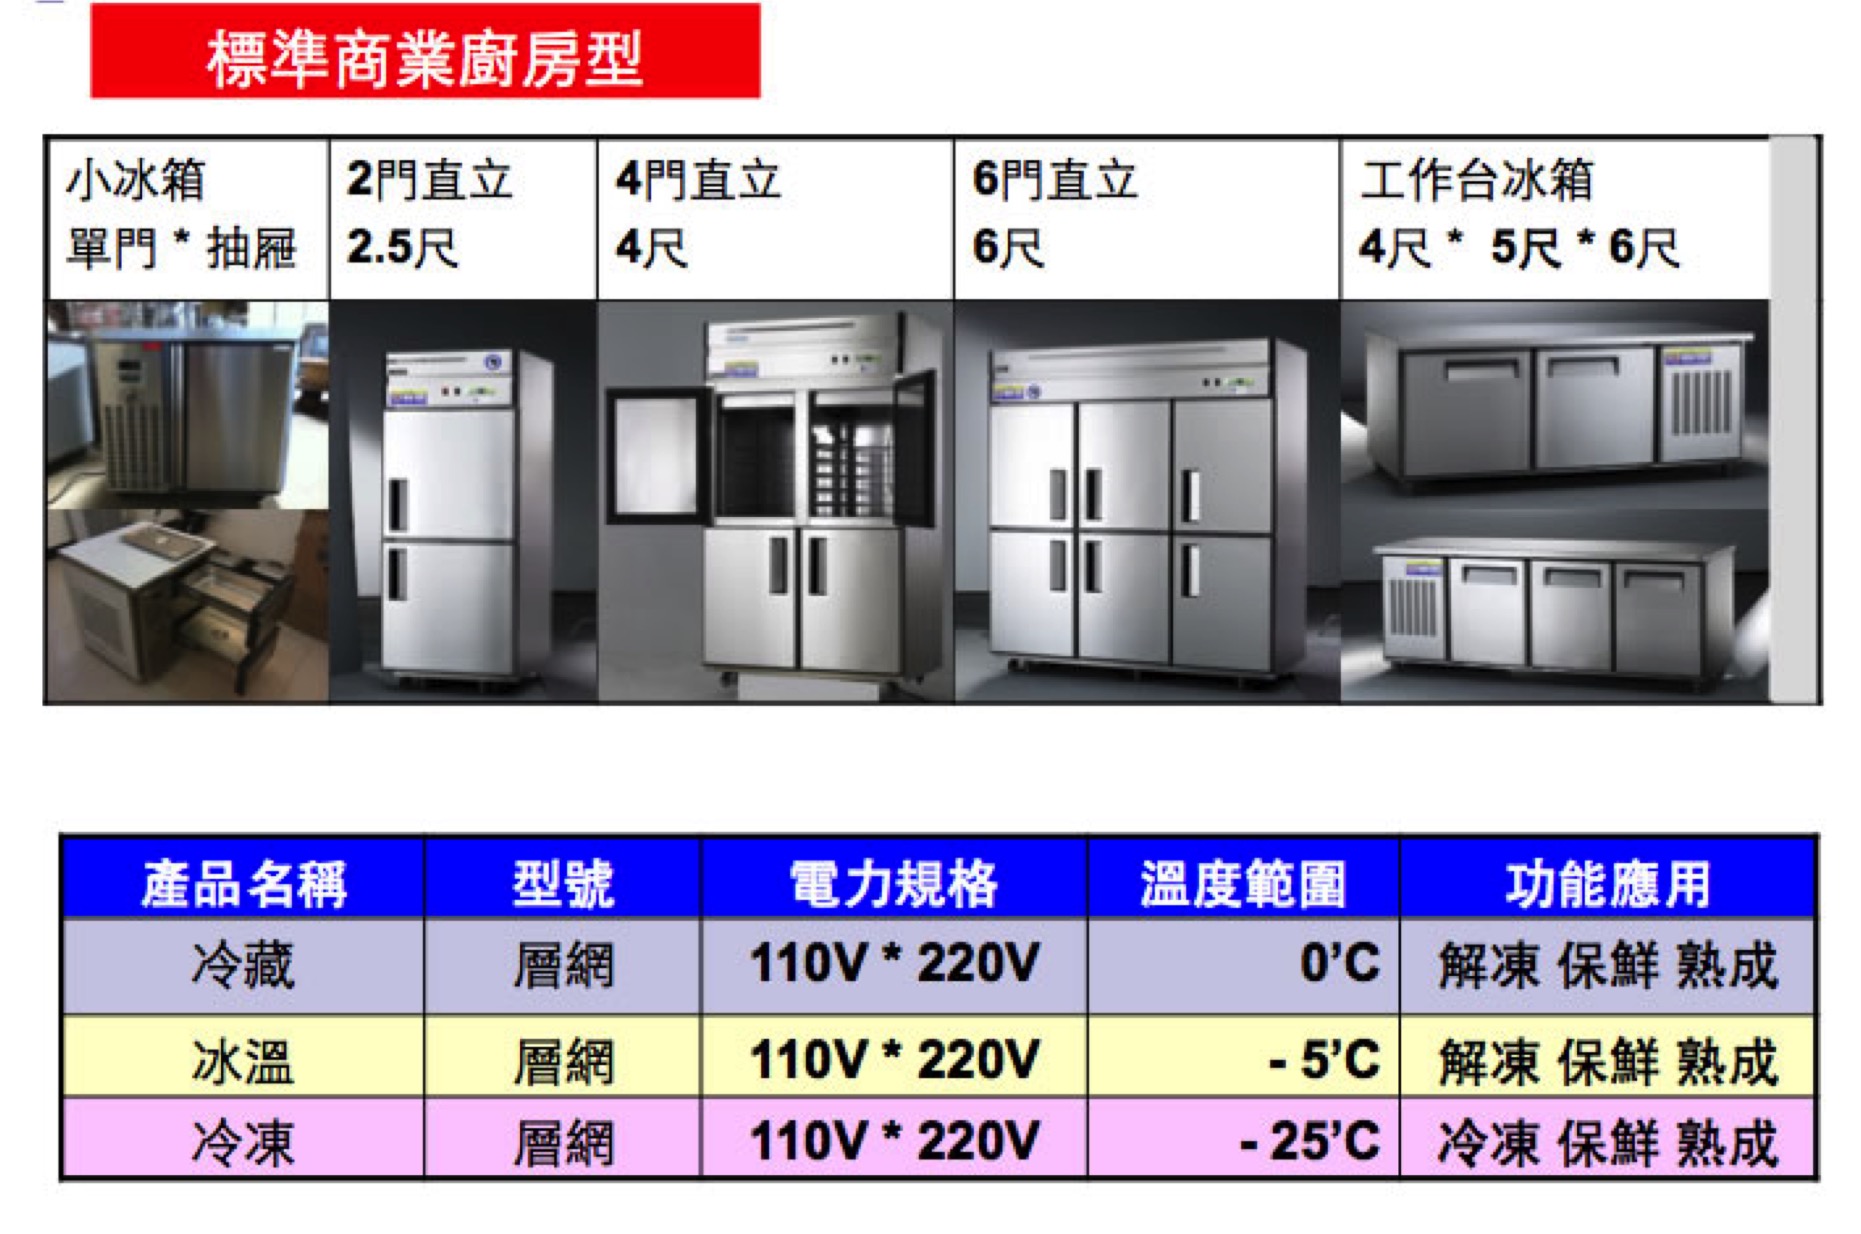 標準商業廚房型
小冰箱
單門 * 抽屜
2門直立
2.5尺
4門直立
4尺
6門直立
6尺
工作台冰箱
4尺 * 5尺 * 6尺
產品名稱 型號 電力規格 溫度範圍 功能應用
冷藏 層網 110V * 220V 0’C 解凍 保鮮 熟成
冰溫 層網 110V * 220V - 5’C 解凍 保鮮 熟成
冷凍 層網 110V * 220V - 25’C 冷凍 保鮮 熟成